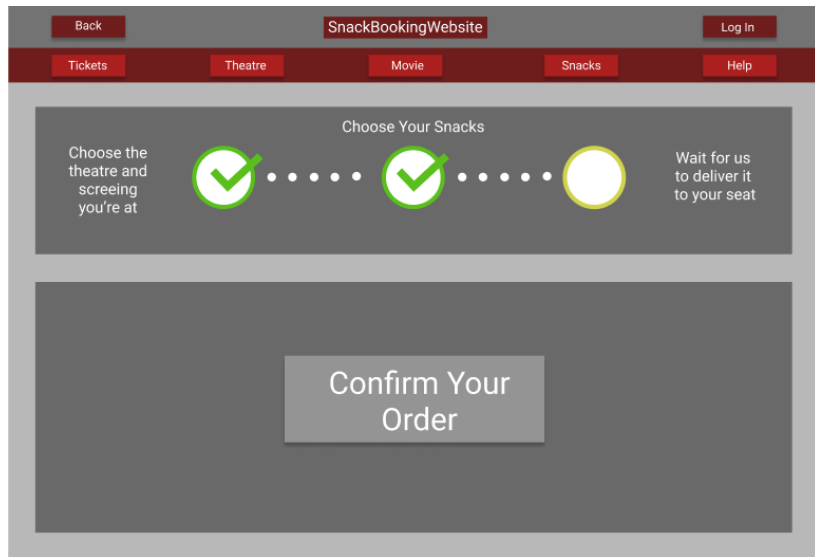 Back
SnackBookingWebsite
Log In
Tickets
Theatre
Movie
Snacks
Help
Choose Your Snacks
Choose the
theatre and
screeing
you're at
Wait for us
to deliver it
to your seat
Confirm Your
Order